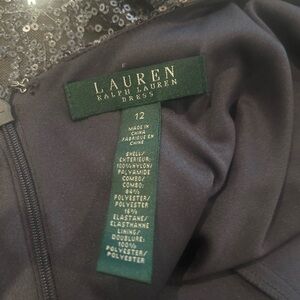 LAUREN
RALPH LAUREN
DRESS
12
MADE IN
CHINA
FABRIQUE EN
CHINE
SHELL/
EXTERIEUR:
100% NYLON/
POLYAMIDE
COMBO/
COMBO:
84%
POLYESTER/
POLYESTER
16%
ELASTANE/
ELASTHANNE
LINING/
DOUBLURE:
100%
POLYESTER/
POLYESTER